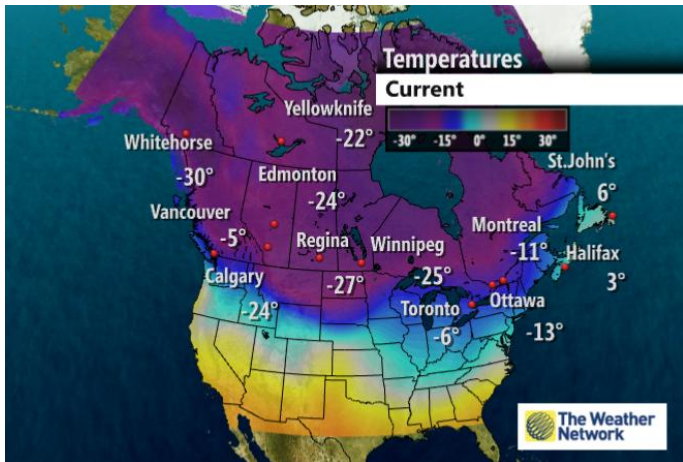 Temperatures
Current
-30° -15° 0° 15° 30°
Yellowknife
-22°
Whitehorse
-30°
Edmonton
-24°
St.John's
6°
Vancouver
-5°
Regina
-27°
Winnipeg
-25°
Montreal
-11°
Halifax
3°
Calgary
-24°
Toronto
-6°
Ottawa
-13°
The Weather
Network